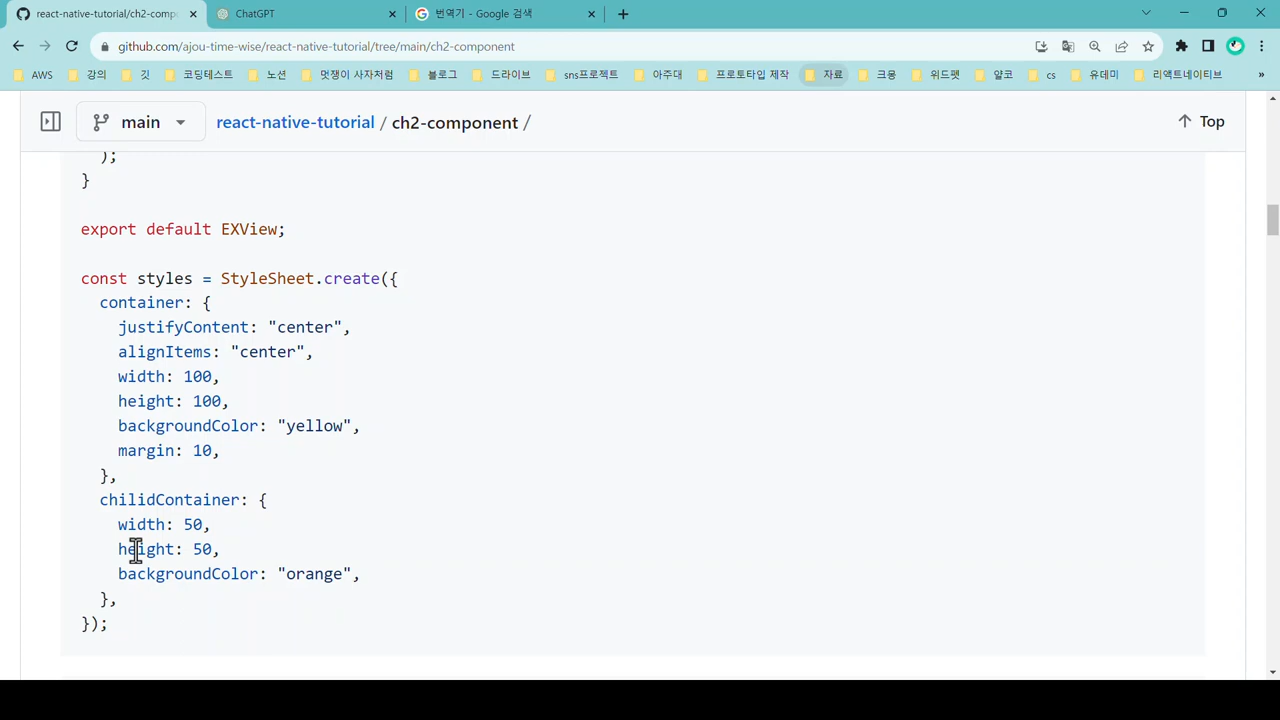 react-native-tutorial/ch2-compo
ChatGPT
번역기 - Google 검색
github.com/ajou-time-wise/react-native-tutorial/tree/main/ch2-component
AWS 강의 깃 코딩테스트 노션 멋쟁이 사자처럼 블로그 드라이브 sns프로젝트 아주대 프로토타입 제작 자료 크몽 위드펫 얄코 cs 유데미 리액트네이티브 »
main react-native-tutorial / ch2-component / Top
);
}
export default EXView;
const styles = StyleSheet.create({
container: {
justifyContent: "center",
alignItems: "center",
width: 100,
height: 100,
backgroundColor: "yellow",
margin: 10,
},
chilidContainer: {
width: 50,
height: 50,
backgroundColor: "orange",
},
});